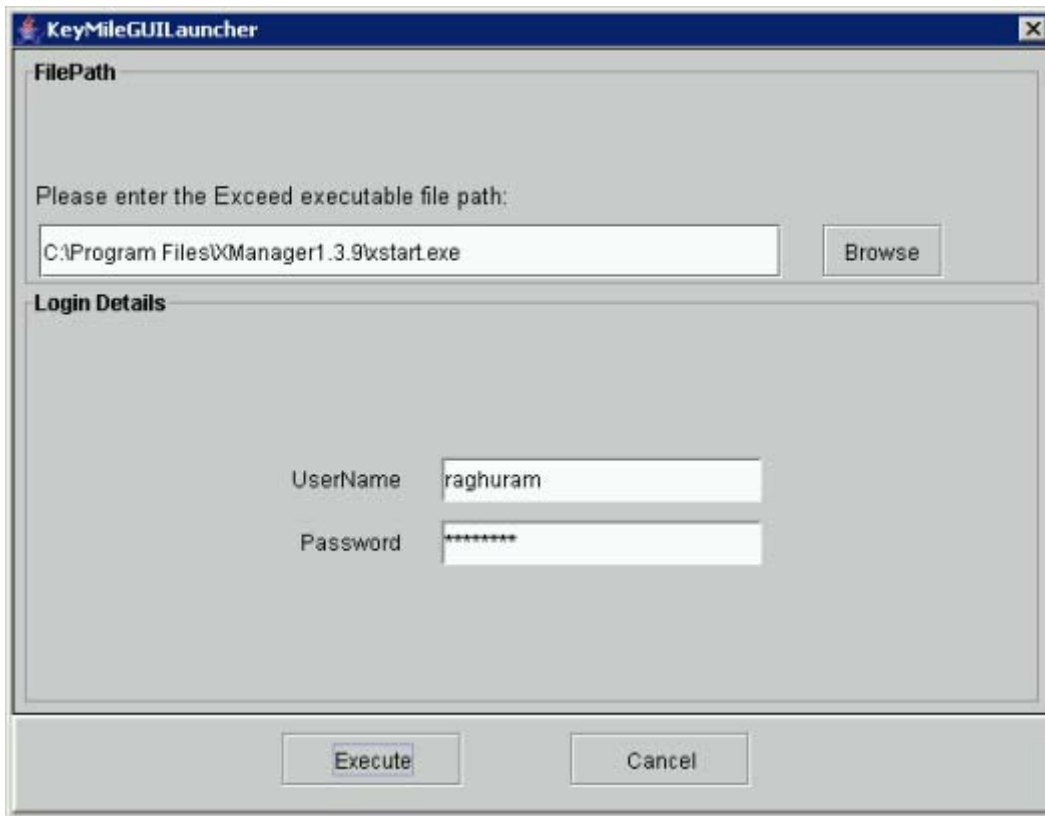 KeyMileGUILauncher
FilePath
Please enter the Exceed executable file path:
C:\Program Files\XManager1.3.9\xstart.exe
Browse
Login Details
UserName raghuram
Password ********
Execute Cancel